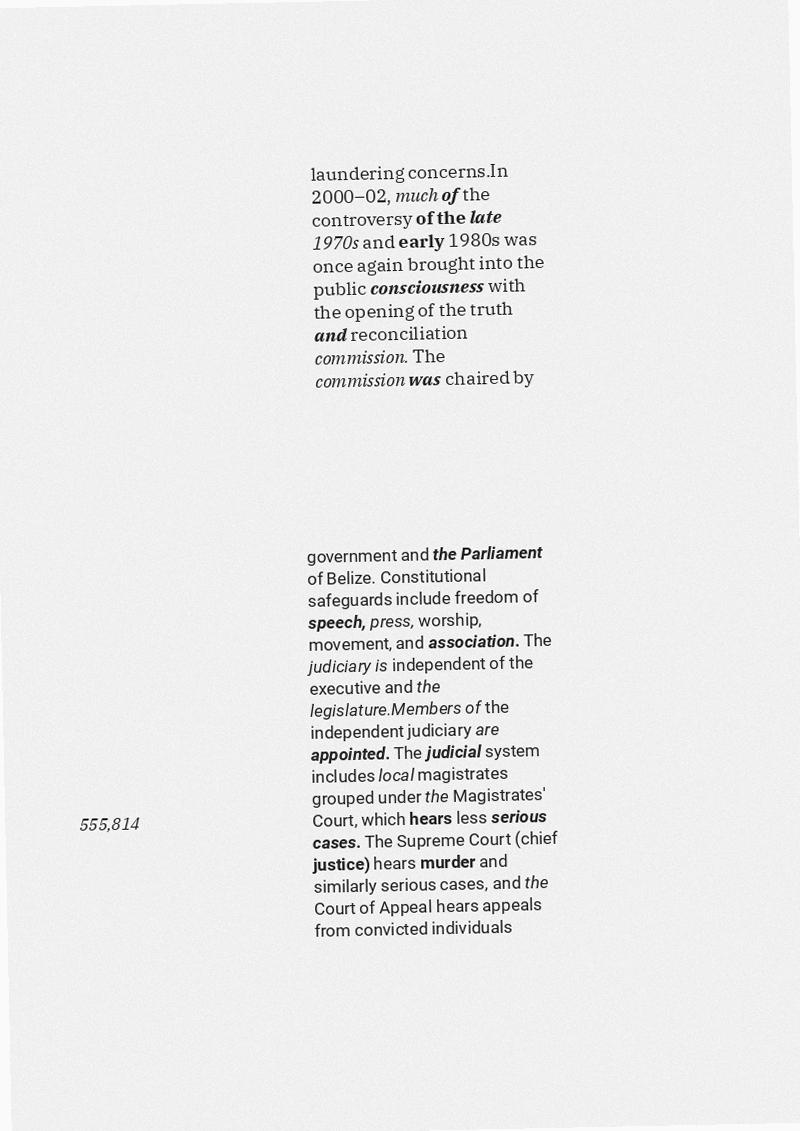 laundering concerns.In
2000–02, much of the
controversy of the late
1970s and early 1980s was
once again brought into the
public consciousness with
the opening of the truth
and reconciliation
commission. The
commission was chaired by
government and the Parliament
of Belize. Constitutional
safeguards include freedom of
speech, press, worship,
movement, and association. The
judiciary is independent of the
executive and the
legislature.Members of the
independent judiciary are
appointed. The judicial system
includes local magistrates
grouped under the Magistrates'
Court, which hears less serious
cases. The Supreme Court (chief
justice) hears murder and
similarly serious cases, and the
Court of Appeal hears appeals
from convicted individuals
555,814